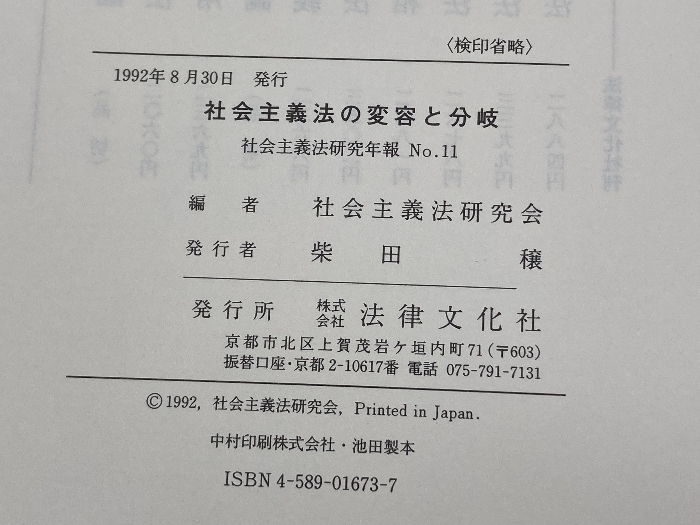 〈検印省略〉
1992年8月30日 発行
社会主義法の変容と分岐
社会主義法研究年報 No.11
編者 社会主義法研究会
発行者 柴田 穣
発行所 株式会社 法律文化社
京都市北区上賀茂岩ケ垣内町71(〒603)
振替口座・京都2-10617番 電話 075-791-7131
©1992, 社会主義法研究会, Printed in Japan.
中村印刷株式会社・池田製本
ISBN4-589-01673-7